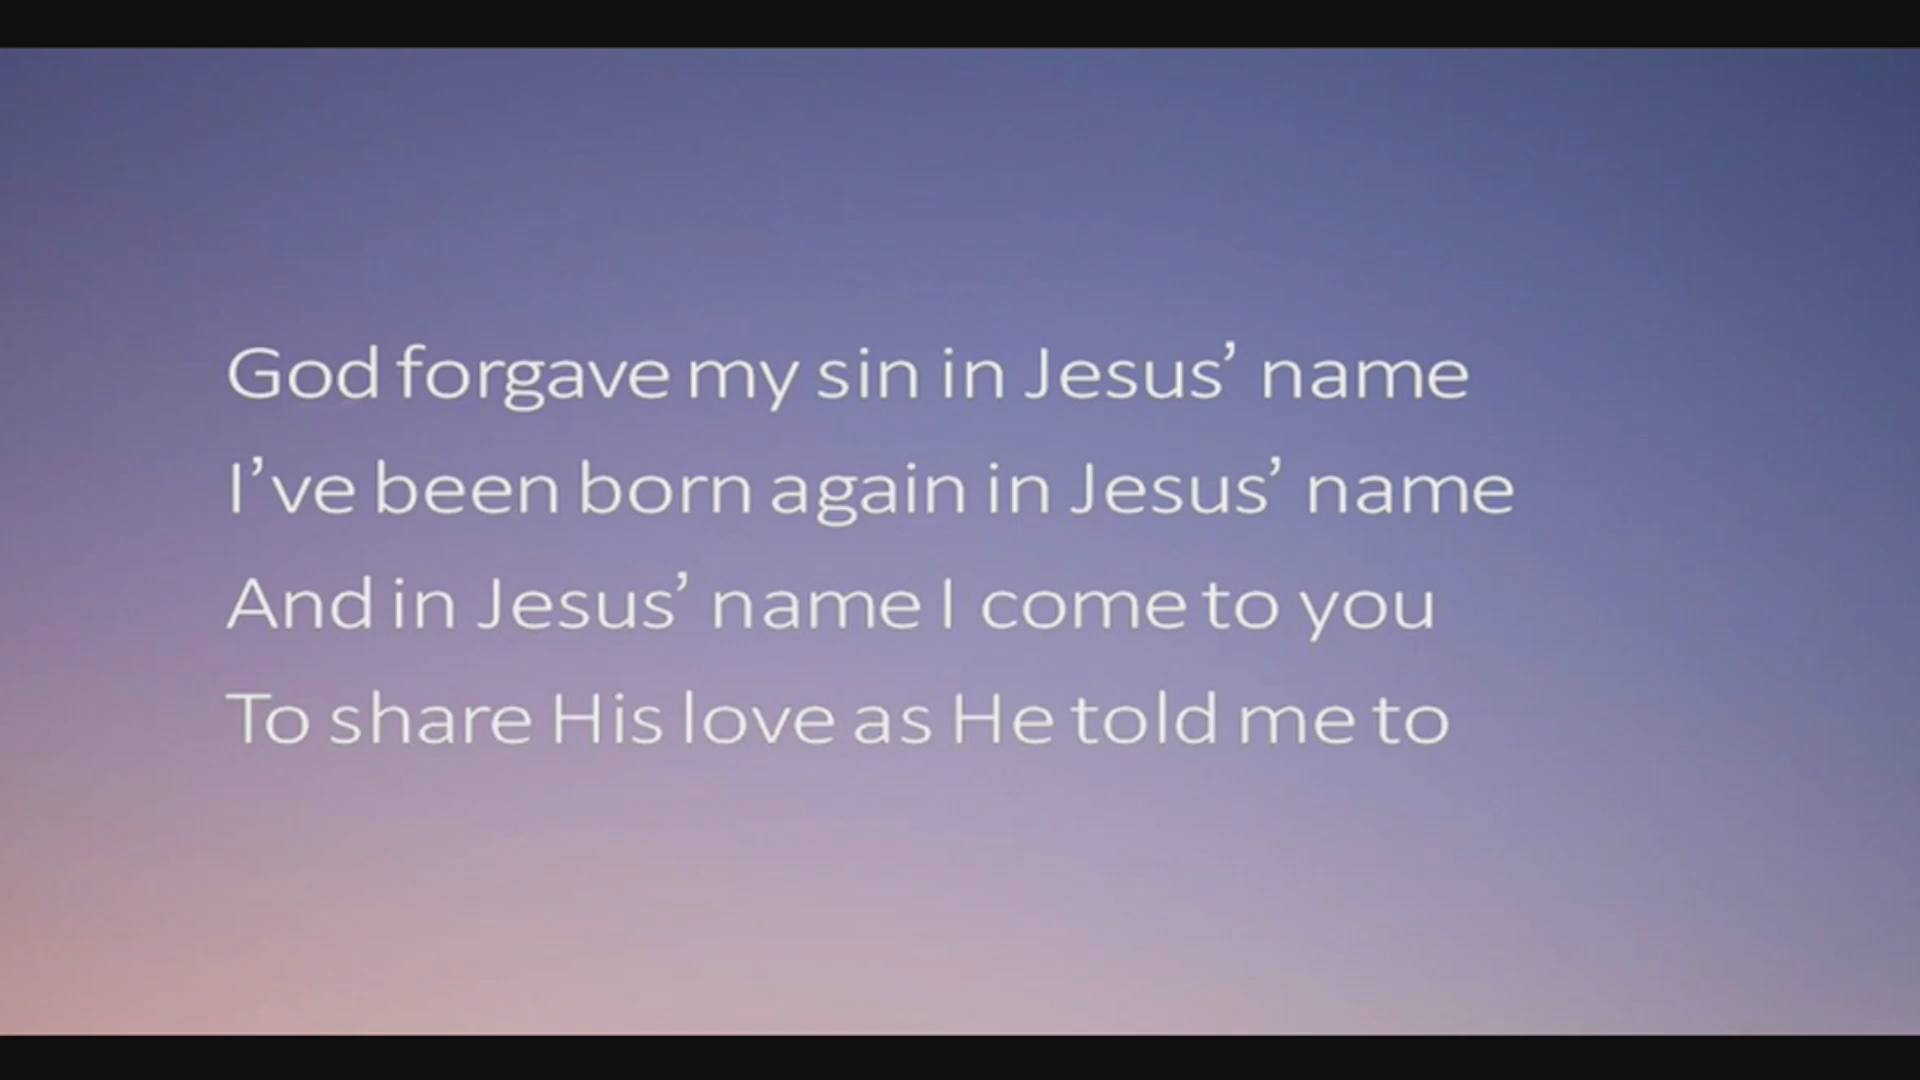 God forgave my sin in Jesus’ name
I’ve been born again in Jesus’ name
And in Jesus’ name I come to you
To share His love as He told me to